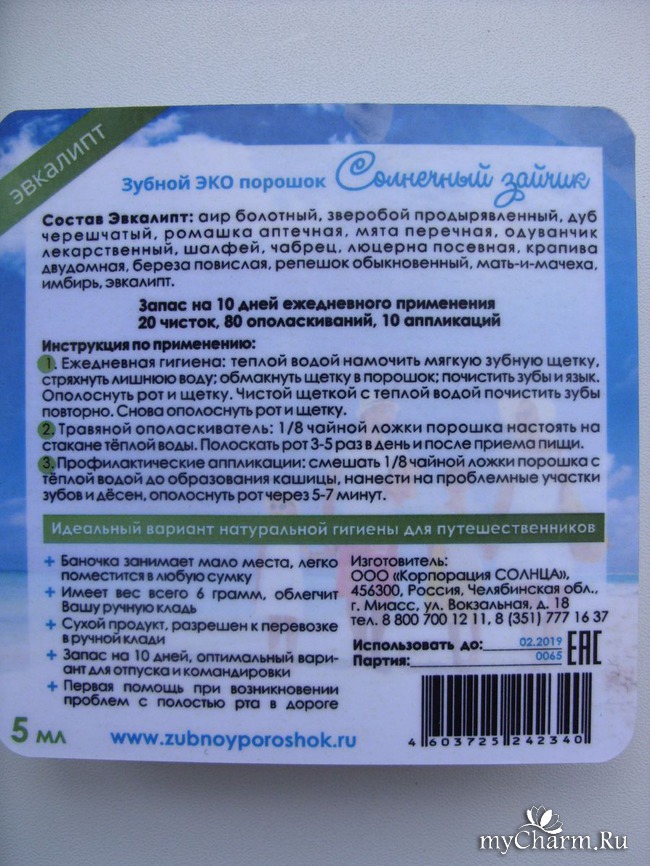 эвкалипт
Зубной ЭКО порошок Солнечный зайчик
Состав Эвкалипт: аир болотный, зверобой продырявленный, дуб
черешчатый, ромашка аптечная, мята перечная, одуванчик
лекарственный, шалфей, чабрец, люцерна посевная, крапива
двудомная, береза повислая, репешок обыкновенный, мать-и-мачеха,
имбирь, эвкалипт.
Запас на 10 дней ежедневного применения
20 чисток, 80 ополаскиваний, 10 аппликаций
Инструкция по применению:
1. Ежедневная гигиена: теплой водой намочить мягкую зубную щетку,
стряхнуть лишнюю воду; обмакнуть щетку в порошок; почистить зубы и язык.
Ополоснуть рот и щетку. Чистой щеткой с теплой водой почистить зубы
повторно. Снова ополоснуть рот и щетку.
2. Травяной ополаскиватель: 1/8 чайной ложки порошка настоять на
стакане тёплой воды. Полоскать рот 3-5 раз в день и после приема пищи.
3. Профилактические аппликации: смешать 1/8 чайной ложки порошка с
тёплой водой до образования кашицы, нанести на проблемные участки
зубов и дёсен, ополоснуть рот через 5-7 минут.
Идеальный вариант натуральной гигиены для путешественников
+ Баночка занимает мало места, легко
поместится в любую сумку
+ Имеет вес всего 6 грамм, облегчит
Вашу ручную кладь
+ Сухой продукт, разрешен к перевозке
в ручной клади
+ Запас на 10 дней, оптимальный вари-
ант для отпуска и командировки
+ Первая помощь при возникновении
проблем с полостью рта в дороге
Изготовитель:
ООО «Корпорация СОЛНЦА»,
456300, Россия, Челябинская обл.,
г. Миасс, ул. Вокзальная, д. 18
тел. 8 800 700 12 11, 8 (351) 777 16 37
Использовать до: 02.2019
Партия: 0065
EAC
5 мл
www.zubnoyporoshok.ru
4 603725 242340
myCharm.Ru